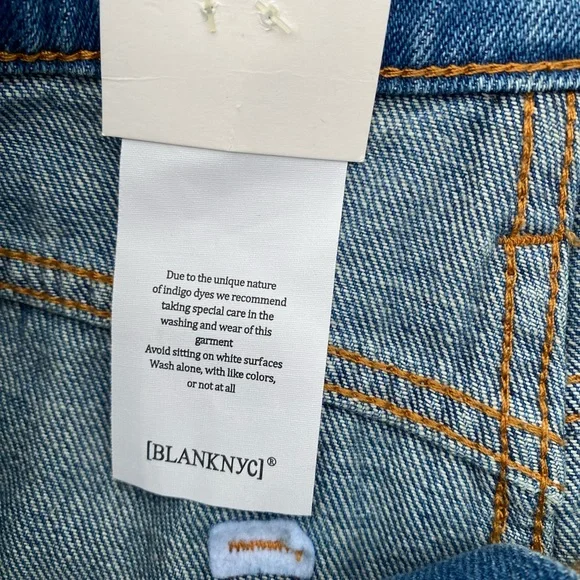 Due to the unique nature
of indigo dyes we recommend
taking special care in the
washing and wear of this
garment
Avoid sitting on white surfaces
Wash alone, with like colors,
or not at all
[BLANKNYC]®